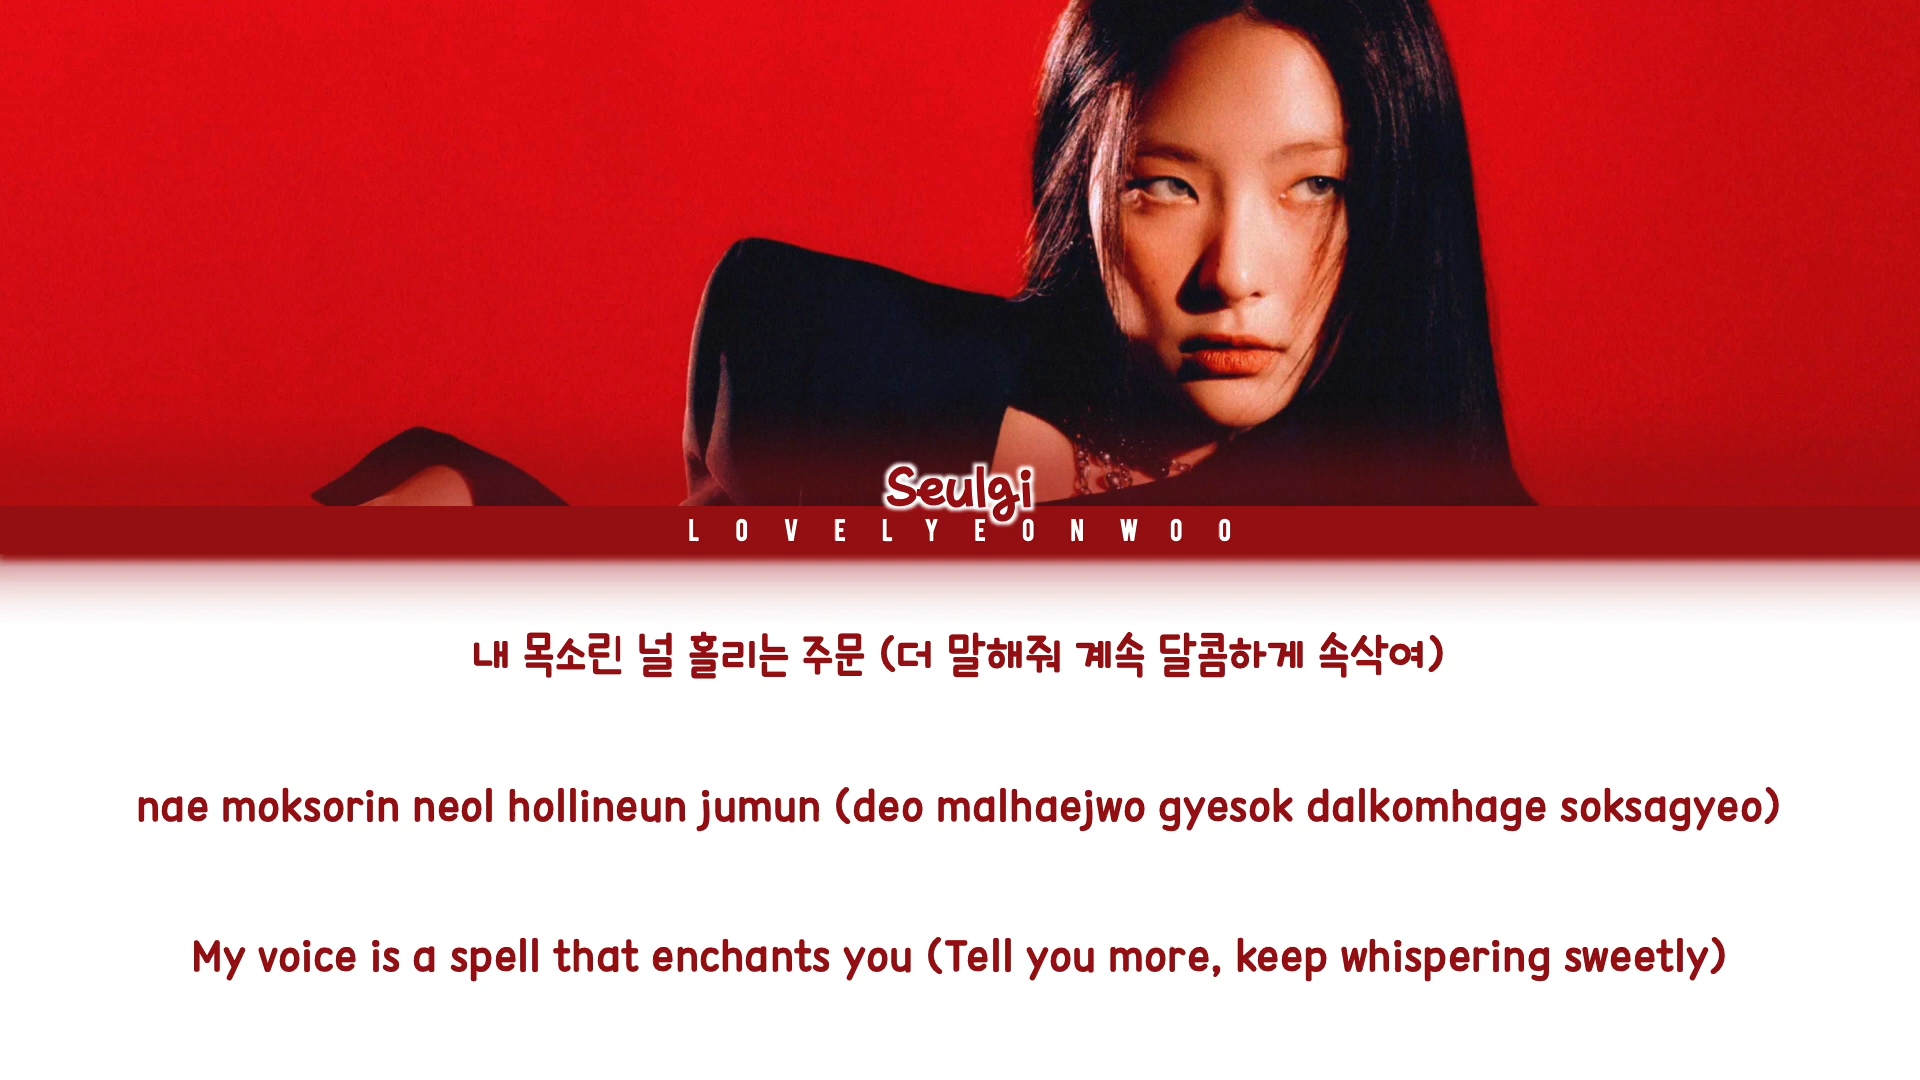 Seulgi
LOVELYEONWOO
내 목소린 널 홀리는 주문 (더 말해줘 계속 달콤하게 속삭여)
nae moksorin neol hollineun jumun (deo malhaejwo gyesok dalkomhage soksagyeo)
My voice is a spell that enchants you (Tell you more, keep whispering sweetly)